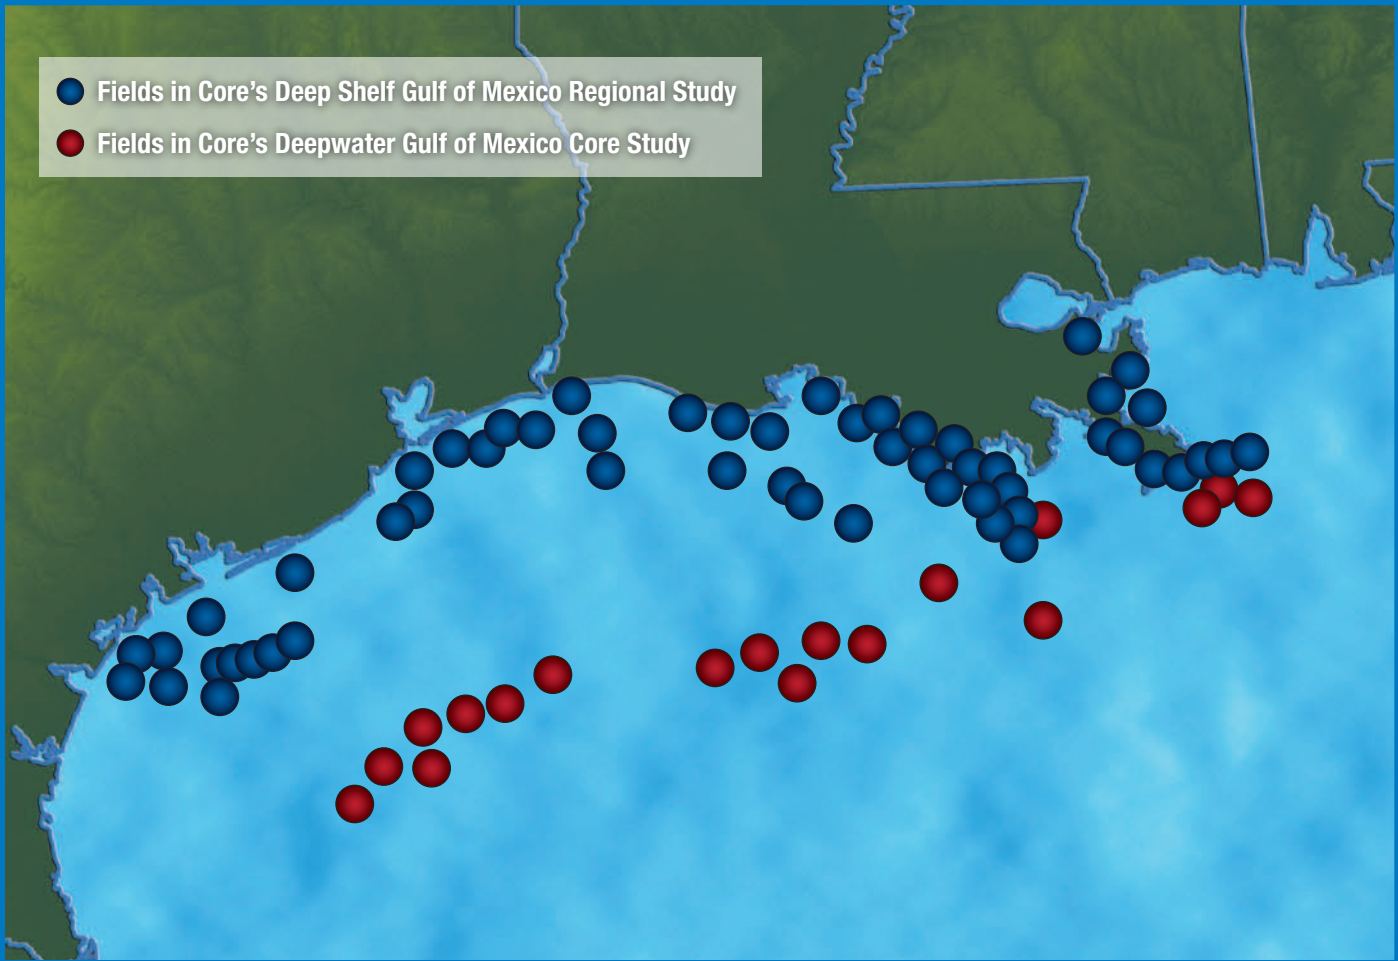 Fields in Core's Deep Shelf Gulf of Mexico Regional Study
Fields in Core's Deepwater Gulf of Mexico Core Study